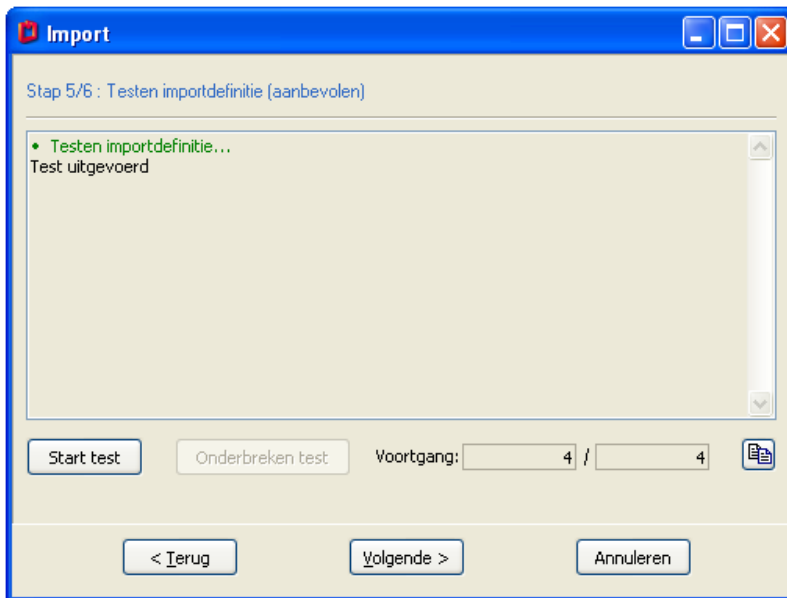 Import
Stap 5/6 : Testen importdefinitie (aanbevolen)
• Testen importdefinitie...
Test uitgevoerd
Start test Onderbreken test Voortgang: 4 / 4
< Terug Volgende > Annuleren